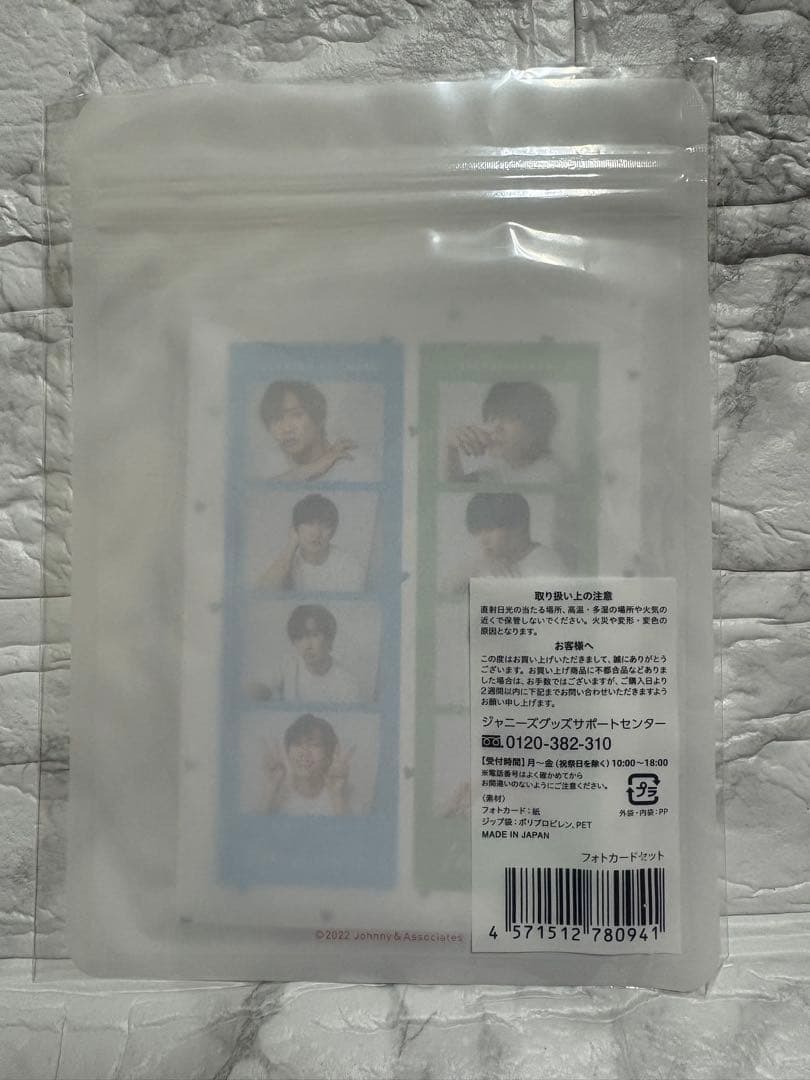 取り扱い上の注意
直射日光の当たる場所、高温・多湿の場所や火気の
近くで保管しないでください。火災や変形・変色の
原因となります。
お客様へ
この度はお買い上げいただきまして、誠にありがとう
ございます。お買い上げ商品に不都合品などありま
した場合は、お手数ではございますが、ご購入日より
2週間以内に下記までお問い合わせいただきますよう
お願い申し上げます。
ジャニーズグッズサポートセンター
0120-382-310
【受付時間】月〜金(祝祭日を除く)10:00〜18:00
※電話番号はよく確かめてから
お間違いのないようにご注意ください。
〈素材〉
フォトカード:紙
ジップ袋:ポリプロピレン、PET
MADE IN JAPAN
プラ
外袋・内袋:PP
フォトカードセット
4 571512 780941
©2022 Johnny&Associates